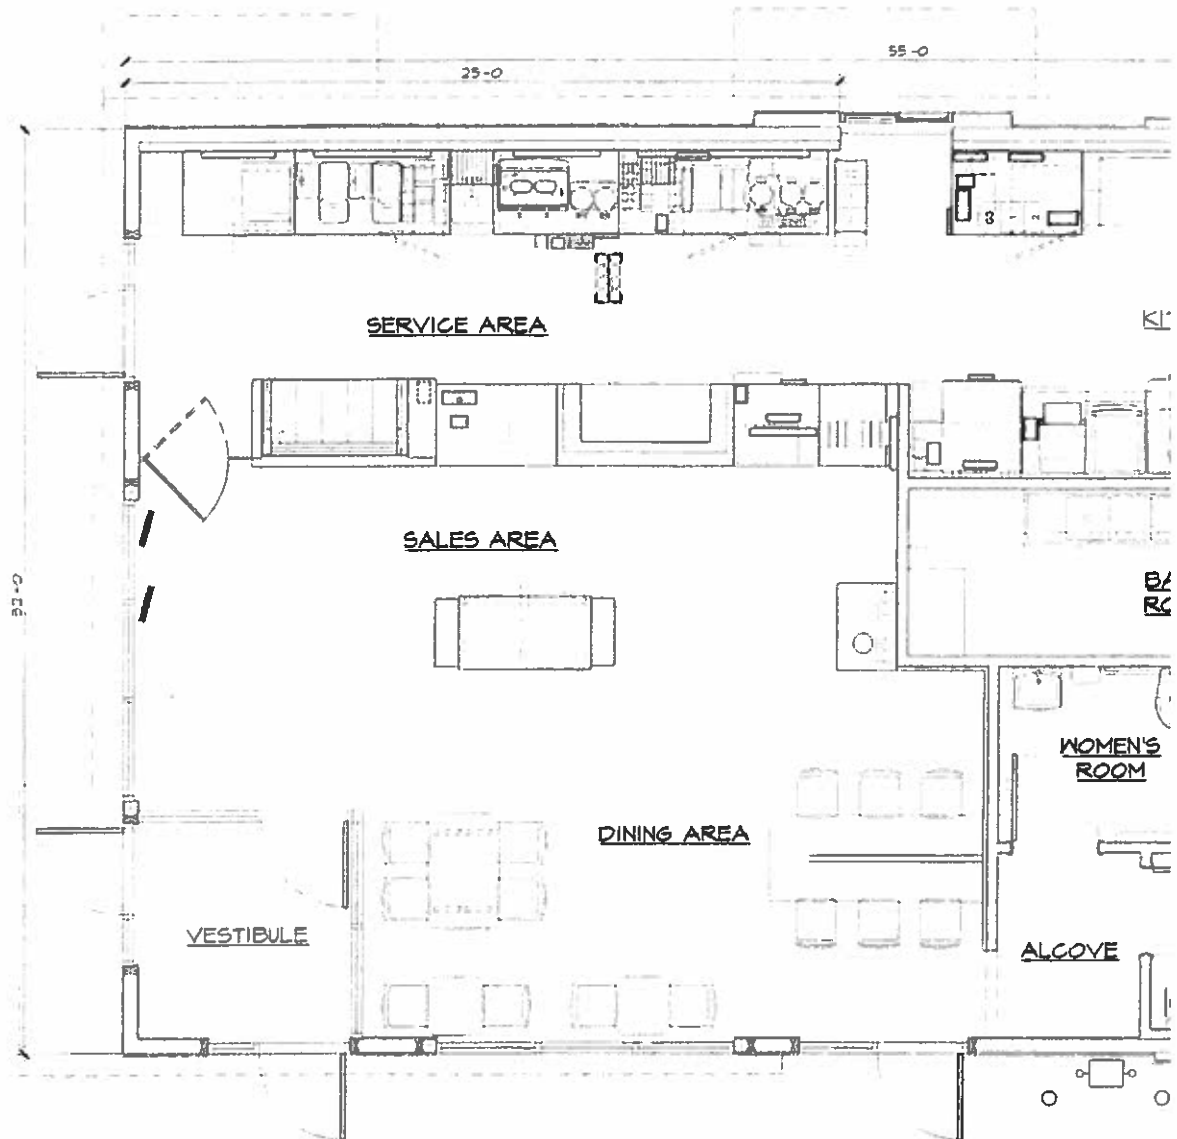 55-0
25-0
SERVICE AREA
SALES AREA
32-0
WOMEN'S
ROOM
DINING AREA
VESTIBULE
ALCOVE